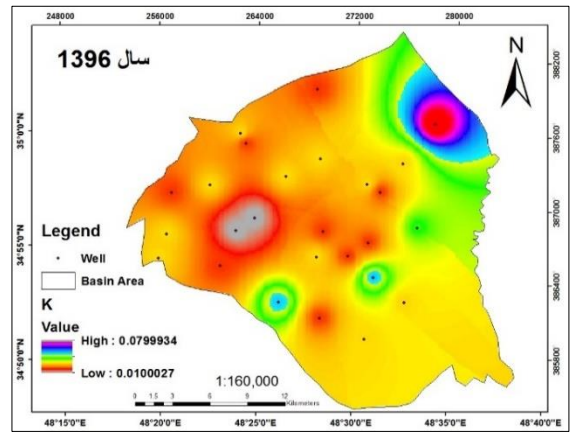 248000 256000 264000 272000 280000
سال 1396
N
35°0'0"N
34°55'0"N
34°50'0"N
388200
387600
387000
386400
385800
Legend
Well
Basin Area
K
Value
High : 0.0799934
Low : 0.0100027
1:160,000
0 1.5 3 6 9 12
Kilometers
48°15'0"E 48°20'0"E 48°25'0"E 48°30'0"E 48°35'0"E 48°40'0"E